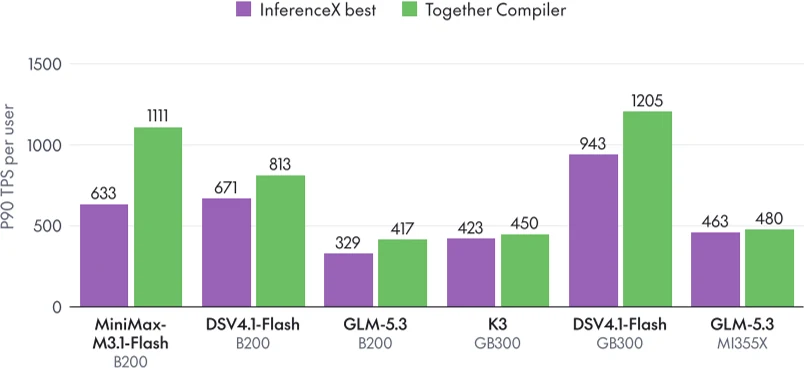 InferenceX best
Together Compiler
P90 TPS per user
1500
1000
500
0
633
1111
671
813
329
417
423
450
943
1205
463
480
MiniMax-
M3.1-Flash
B200
DSV4.1-Flash
B200
GLM-5.3
B200
K3
GB300
DSV4.1-Flash
GB300
GLM-5.3
MI355X